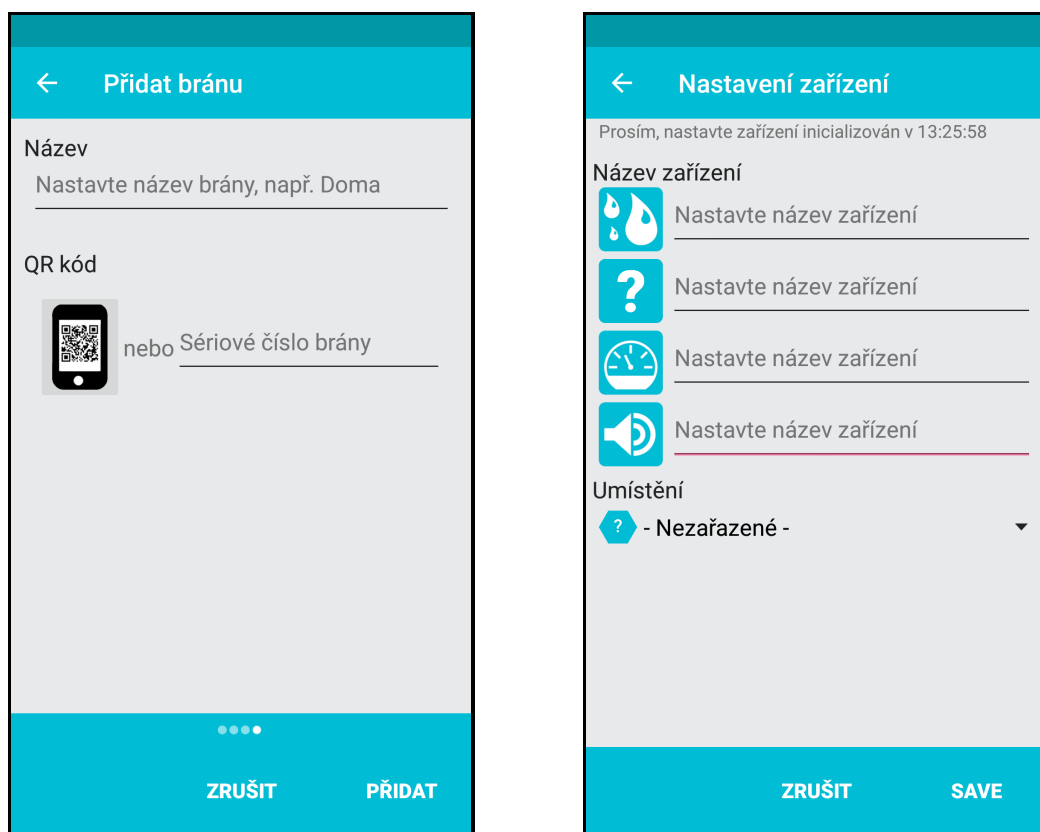 Přidat bránu
Název
Nastavte název brány, např. Doma
QR kód
nebo Sériové číslo brány
ZRUŠIT PŘIDAT
Nastavení zařízení
Prosím, nastavte zařízení inicializován v 13:25:58
Název zařízení
Nastavte název zařízení
? Nastavte název zařízení
Nastavte název zařízení
Nastavte název zařízení
Umístění
? - Nezařazené -
ZRUŠIT SAVE